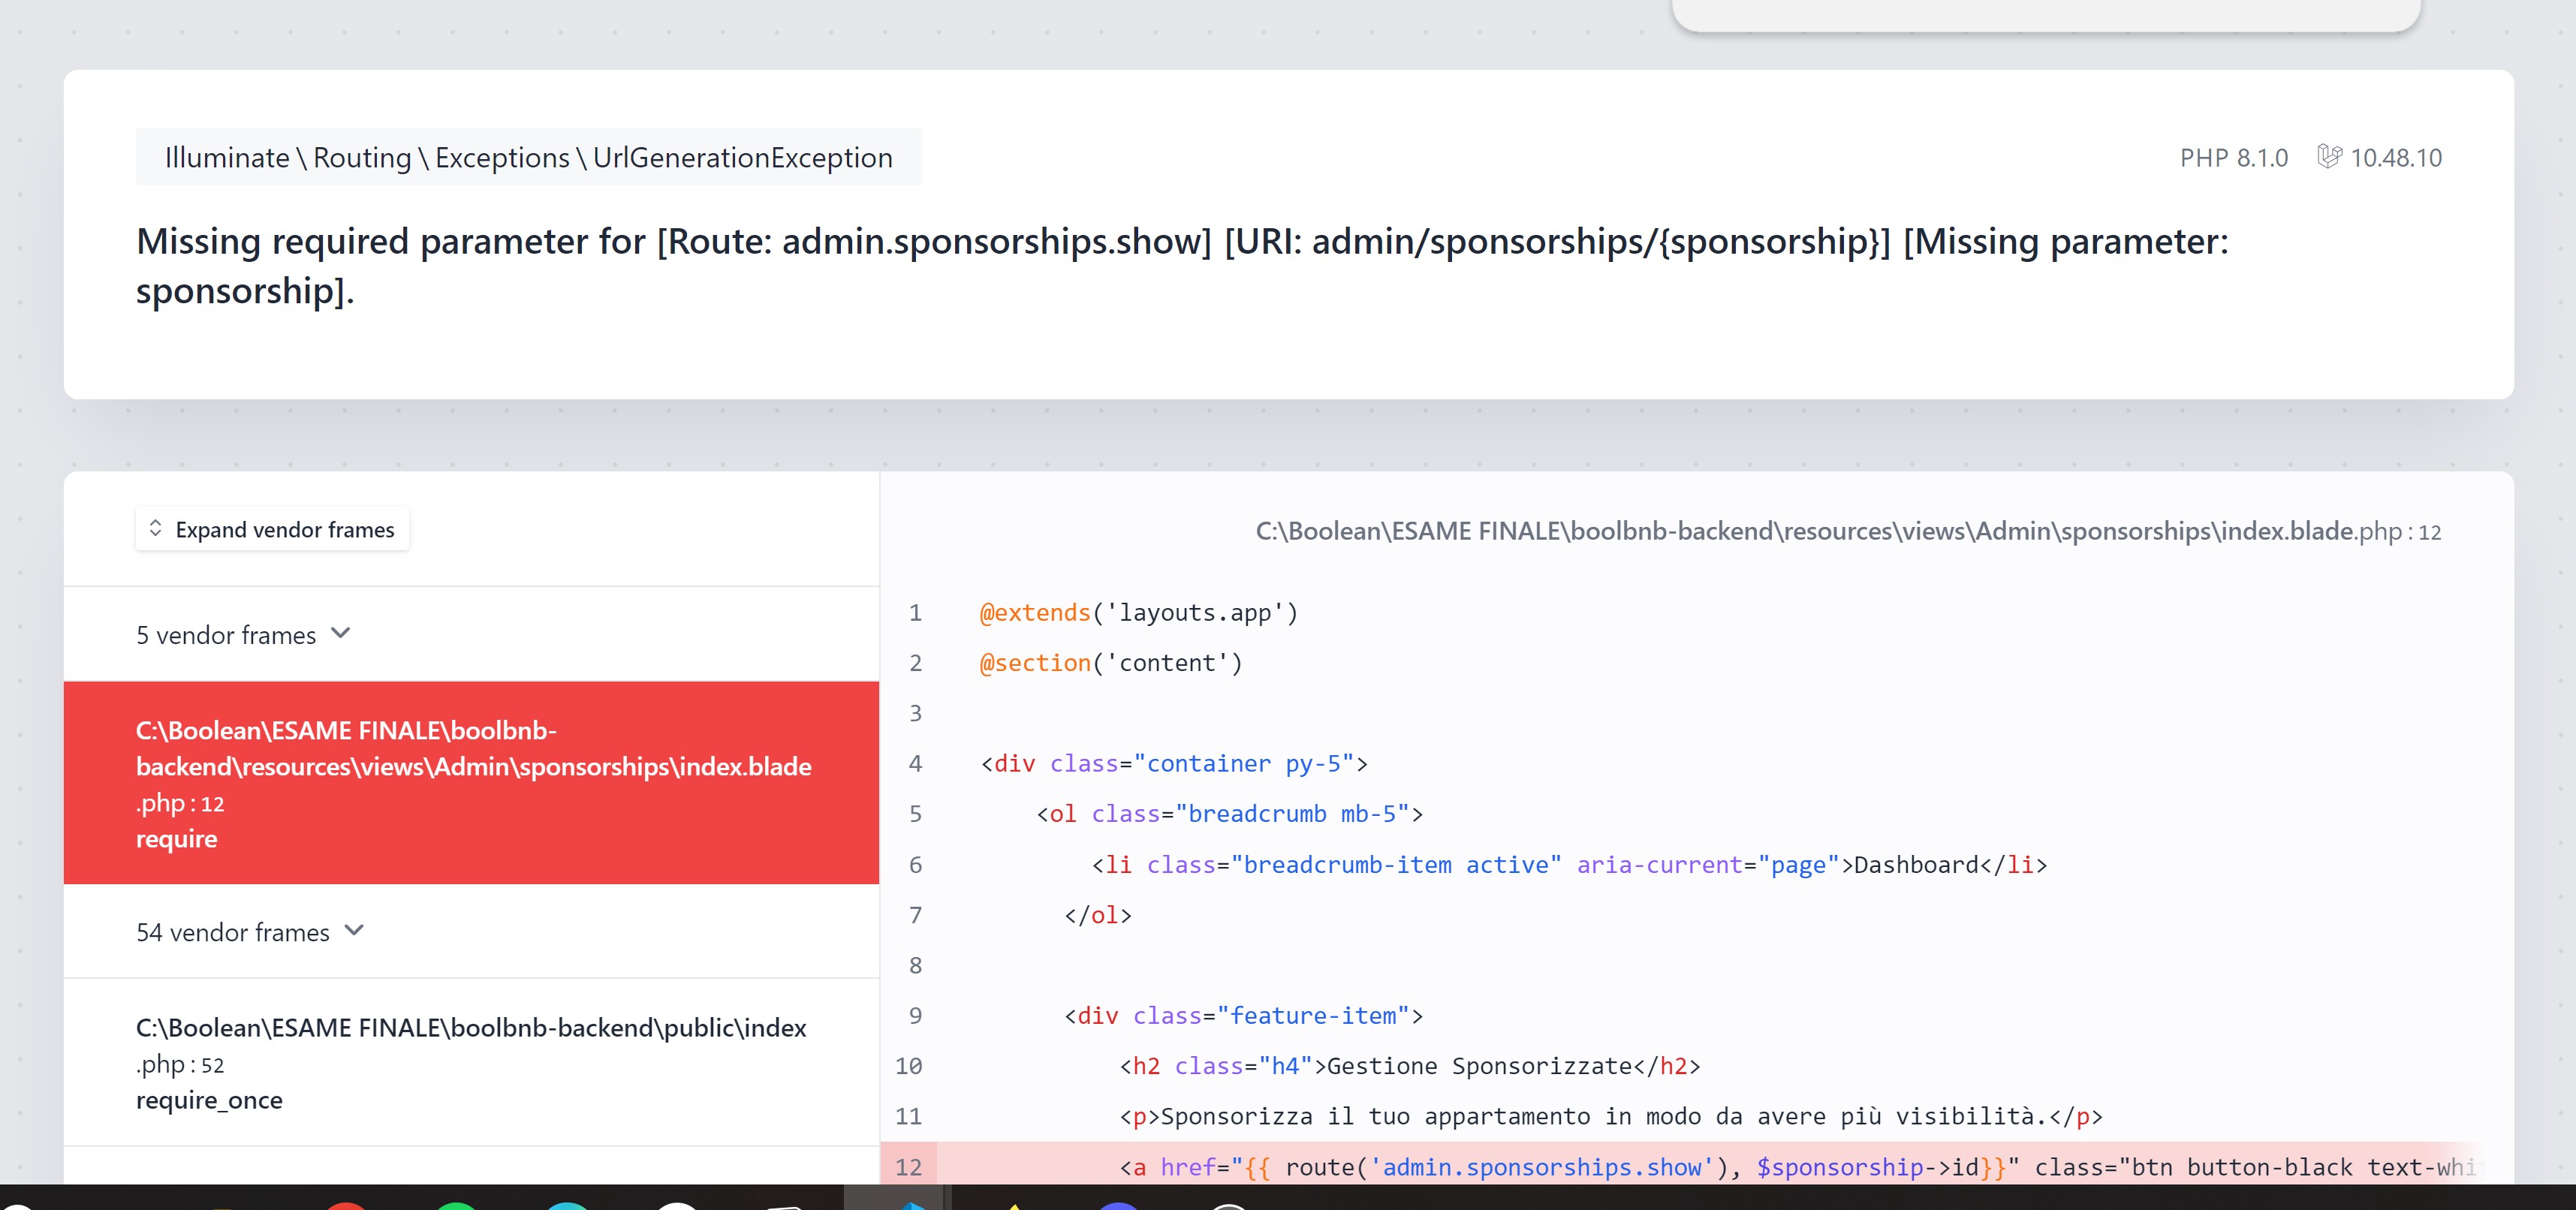 Illuminate \ Routing \ Exceptions \ UrlGenerationException
PHP 8.1.0 10.48.10
Missing required parameter for [Route: admin.sponsorships.show] [URI: admin/sponsorships/{sponsorship}] [Missing parameter:
sponsorship].
Expand vendor frames
5 vendor frames
C:\Boolean\ESAME FINALE\boolbnb-
backend\resources\views\Admin\sponsorships\index.blade
.php : 12
require
54 vendor frames
C:\Boolean\ESAME FINALE\boolbnb-backend\public\index
.php : 52
require_once
C:\Boolean\ESAME FINALE\boolbnb-backend\resources\views\Admin\sponsorships\index.blade.php : 12
1 @extends('layouts.app')
2 @section('content')
3
4 <div class="container py-5">
5 <ol class="breadcrumb mb-5">
6 <li class="breadcrumb-item active" aria-current="page">Dashboard</li>
7 </ol>
8
9 <div class="feature-item">
10 <h2 class="h4">Gestione Sponsorizzate</h2>
11 <p>Sponsorizza il tuo appartamento in modo da avere più visibilità.</p>
12 <a href="{{ route('admin.sponsorships.show'), $sponsorship->id}}" class="btn button-black text-whi